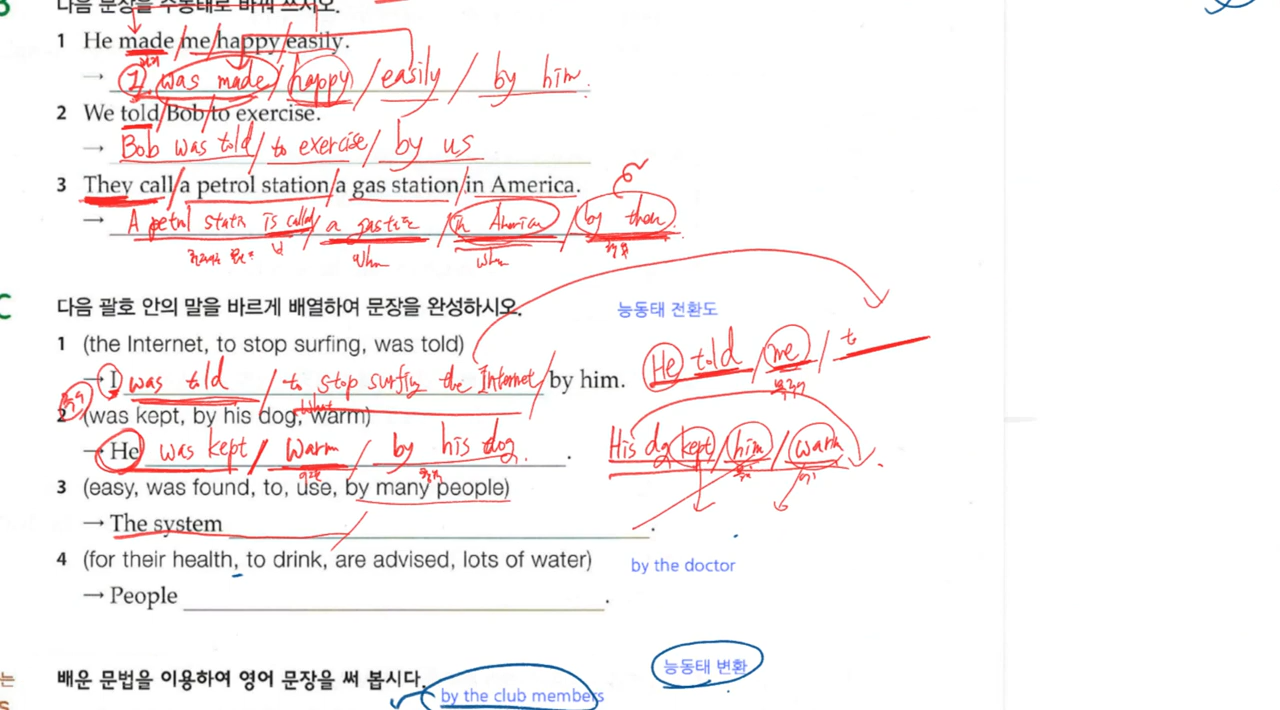 다음 문장을 수동태로 바꿔 쓰시오.
1 He made/me/happy/easily.
→ I was made/happy/easily/by him.
2 We told/Bob/to exercise.
→ Bob was told/to exercise/by us
3 They call/a petrol station/a gas station/in America.
→ A petrol is called/a/in America/by them.
C 다음 괄호 안의 말을 바르게 배열하여 문장을 완성하시오.
능동태 전환도
1 (the Internet, to stop surfing, was told)
→ I was told/to stop surfing the Internet/by him.
He told/me/to
What
2 (was kept, by his dog, warm)
→ He was kept/warm/by his dog.
His dog kept/him/warm.
3 (easy, was found, to, use, by many people)
→ The system.
4 (for their health, to drink, are advised, lots of water)
by the doctor
→ People.
능동태 변환
배운 문법을 이용하여 영어 문장을 써 봅시다.
by the club members